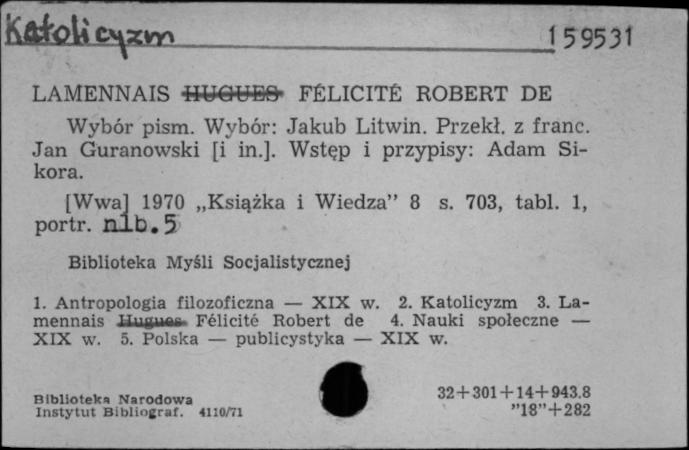 Katolicyzm
159531
LAMENNAIS HUGUES FÉLICITÉ ROBERT DE
Wybór pism. Wybór: Jakub Litwin. Przekł. z franc.
Jan Guranowski [i in.]. Wstęp i przypisy: Adam Si-
kora.
[Wwa] 1970 „Książka i Wiedza” 8 s. 703, tabl. 1,
portr. nlb. 5
Biblioteka Myśli Socjalistycznej
1. Antropologia filozoficzna — XIX w. 2. Katolicyzm 3. La-
mennais Hugues Félicité Robert de 4. Nauki społeczne —
XIX w. 5. Polska — publicystyka — XIX w.
Biblioteka Narodowa
Instytut Bibliograf. 4110/71
32+301+14+943.8
”18”+282